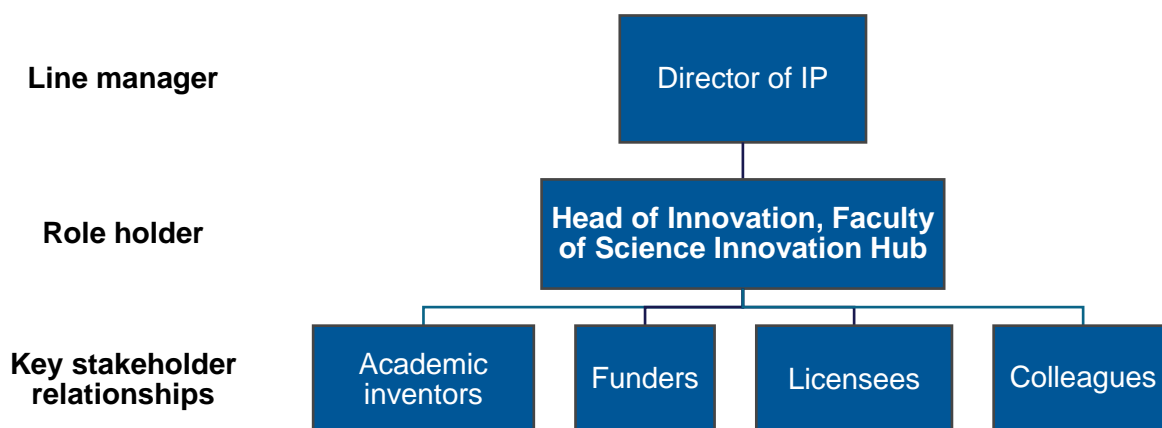 Line manager
Director of IP
Role holder
Head of Innovation, Faculty
of Science Innovation Hub
Key stakeholder
relationships
Academic
inventors
Funders
Licensees
Colleagues